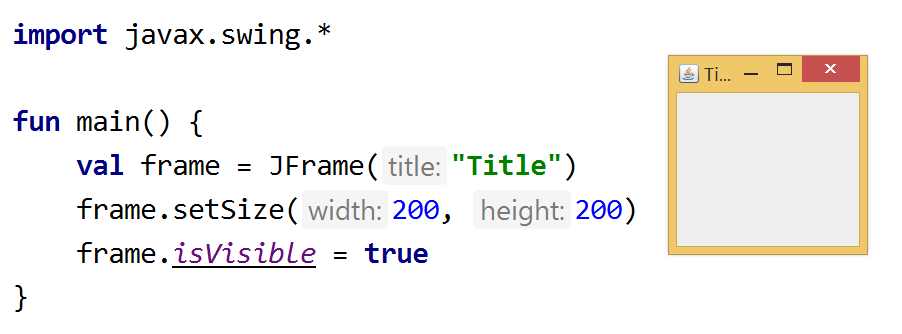 import javax.swing.*
fun main() {
    val frame = JFrame( title: "Title")
    frame.setSize( width: 200, height: 200)
    frame.isVisible = true
}
Ti...